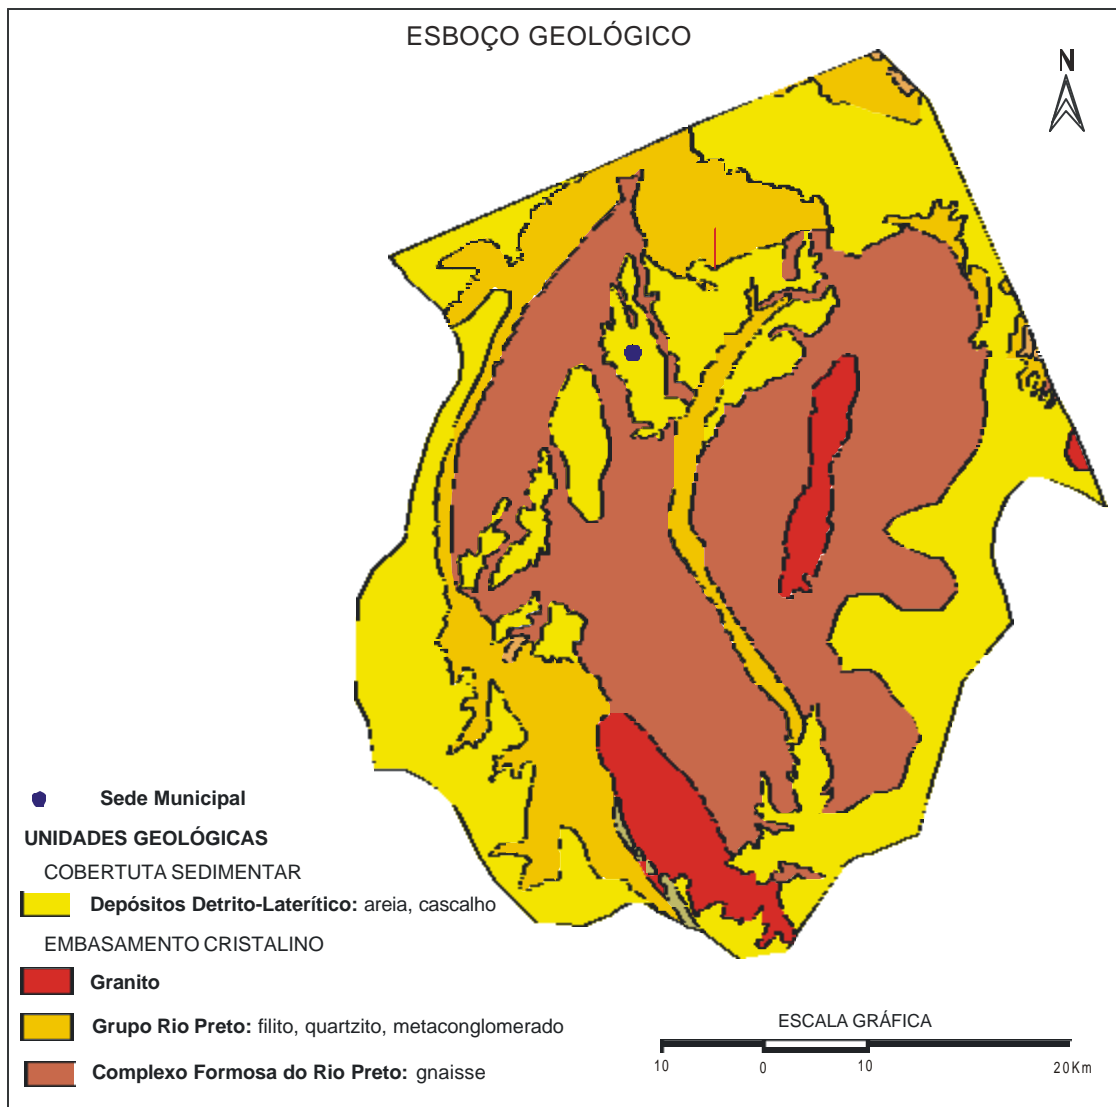 ESBOÇO GEOLÓGICO
N
Sede Municipal
UNIDADES GEOLÓGICAS
COBERTUTA SEDIMENTAR
Depósitos Detrito-Laterítico: areia, cascalho
EMBASAMENTO CRISTALINO
Granito
Grupo Rio Preto: filito, quartzito, metaconglomerado
Complexo Formosa do Rio Preto: gnaisse
ESCALA GRÁFICA
10 0 10 20Km